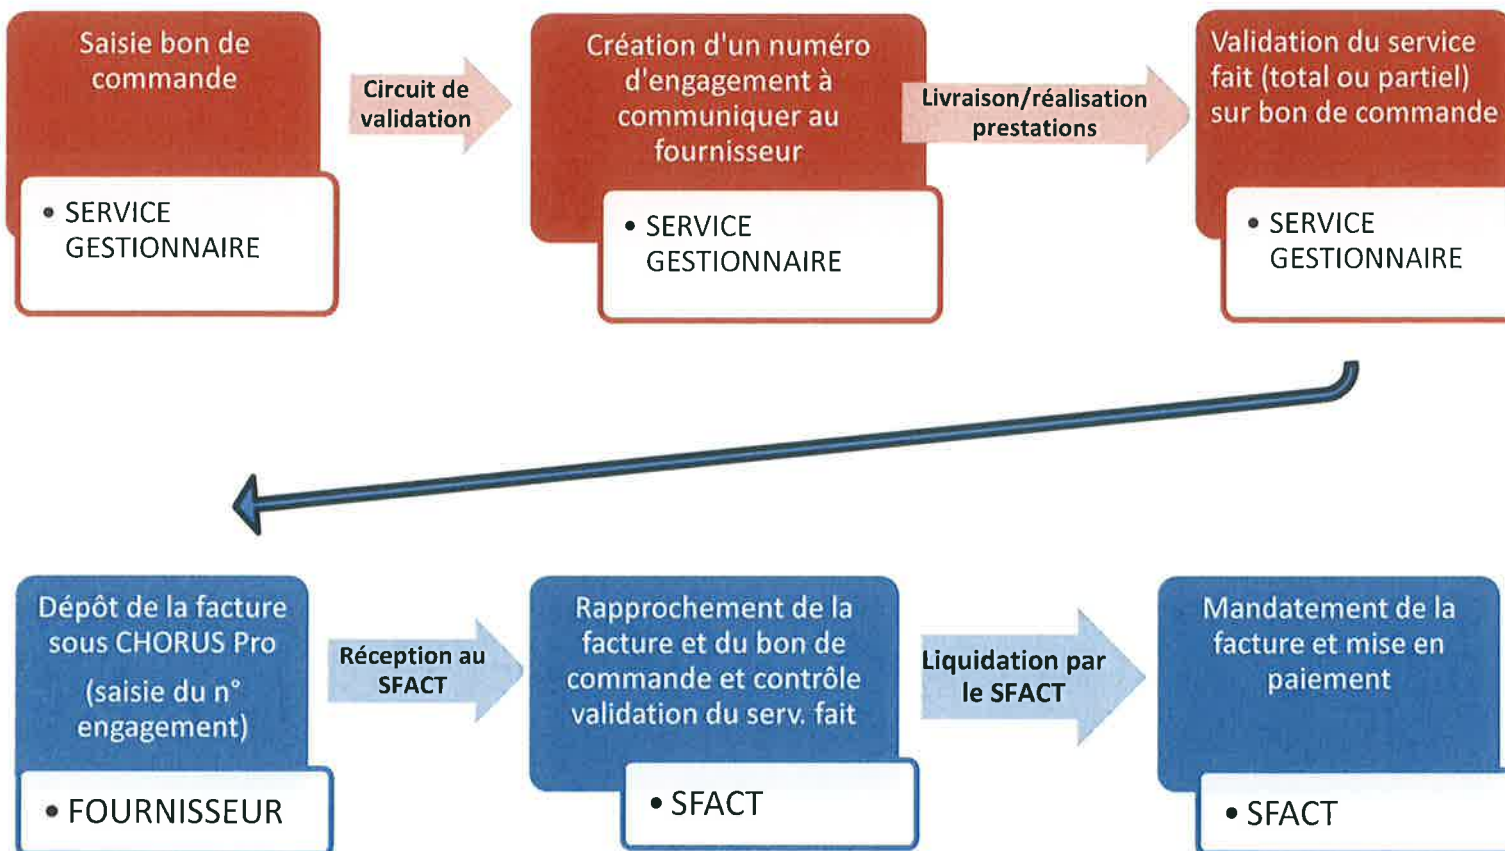 Saisie bon de
commande
• SERVICE
GESTIONNAIRE
Circuit de
validation
Création d'un numéro
d'engagement à
communiquer au
fournisseur
• SERVICE
GESTIONNAIRE
Livraison/réalisation
prestations
Validation du service
fait (total ou partiel)
sur bon de commande
• SERVICE
GESTIONNAIRE
Dépôt de la facture
sous CHORUS Pro
(saisie du n°
engagement)
• FOURNISSEUR
Réception au
SFACT
Rapprochement de la
facture et du bon de
commande et contrôle
validation du serv. fait
• SFACT
Liquidation par
le SFACT
Mandatement de la
facture et mise en
paiement
• SFACT